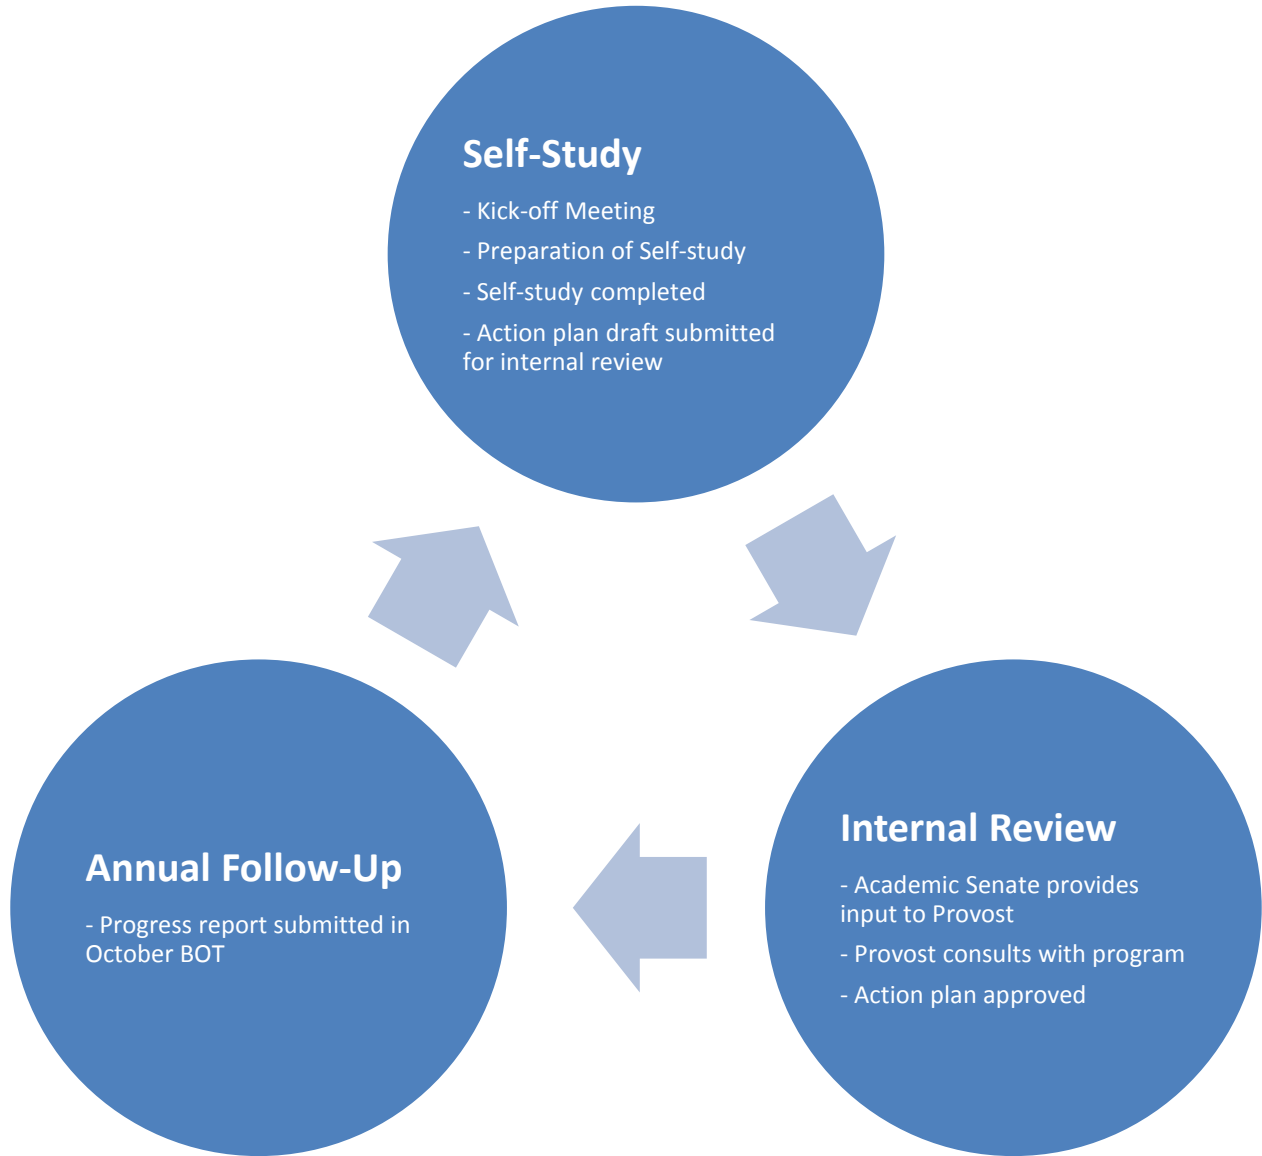 Self-Study
- Kick-off Meeting
- Preparation of Self-study
- Self-study completed
- Action plan draft submitted
for internal review
Internal Review
- Academic Senate provides
input to Provost
- Provost consults with program
- Action plan approved
Annual Follow-Up
- Progress report submitted in
October BOT